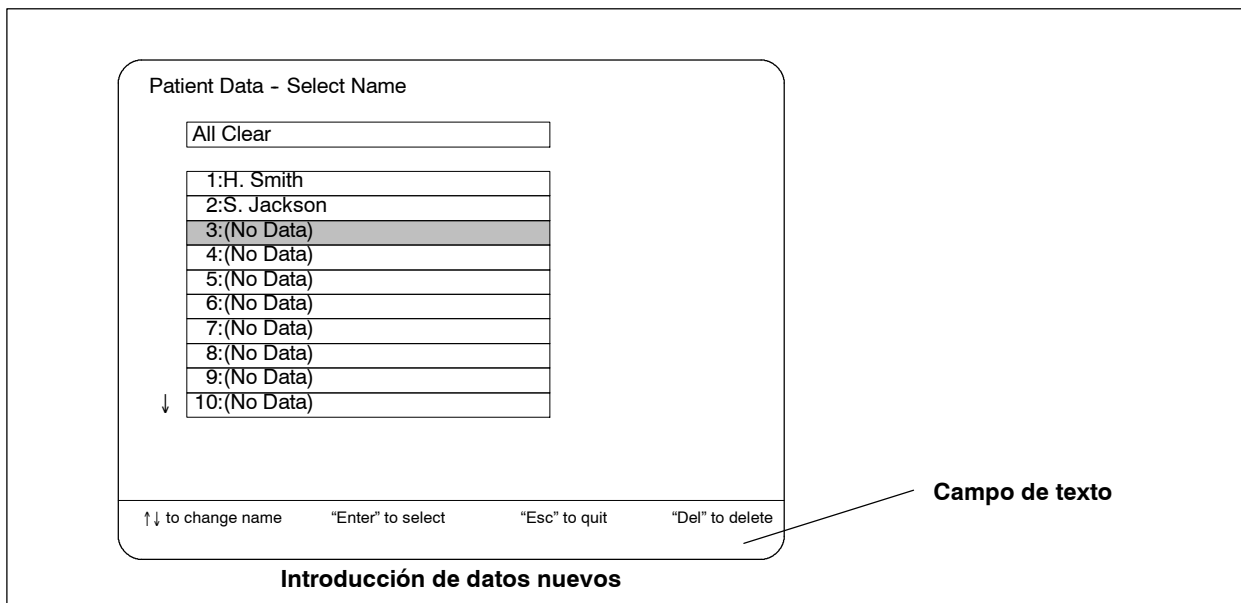 Patient Data - Select Name
All Clear
1:H. Smith
2:S. Jackson
3:(No Data)
4:(No Data)
5:(No Data)
6:(No Data)
7:(No Data)
8:(No Data)
9:(No Data)
↓ 10:(No Data)
↑↓ to change name “Enter” to select “Esc” to quit “Del” to delete
Campo de texto
Introducción de datos nuevos